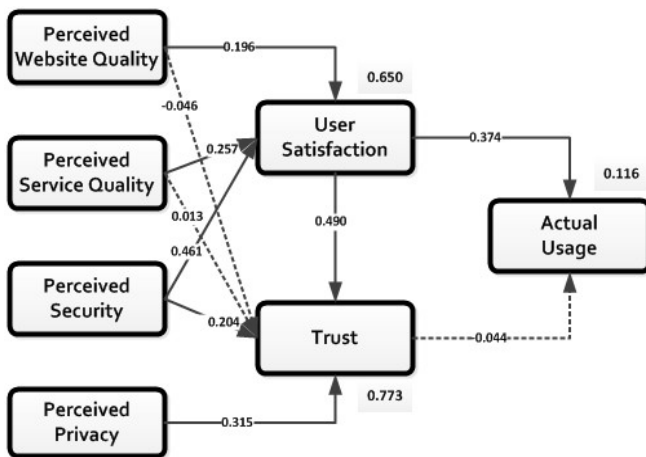 Perceived
Website Quality
0.196
0.650
-0.046
User
Satisfaction
0.374
Perceived
Service Quality
0.257
0.116
0.013
0.490
Actual
Usage
0.461
Perceived
Security
0.204
Trust
-0.044
Perceived
Privacy
0.315
0.773